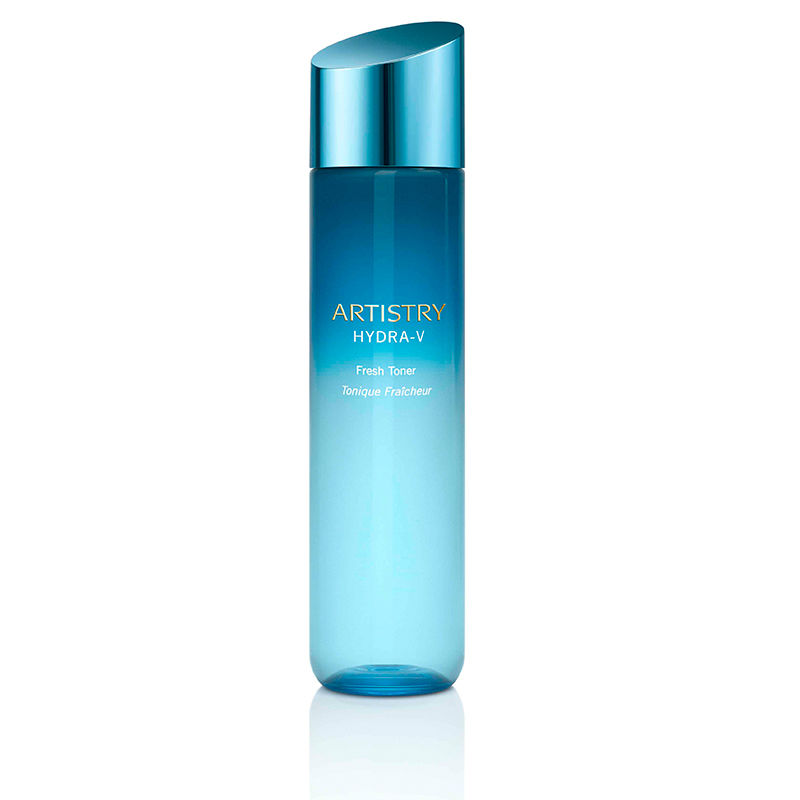 ARTISTRY
HYDRA-V
Fresh Toner
Tonique Fraîcheur